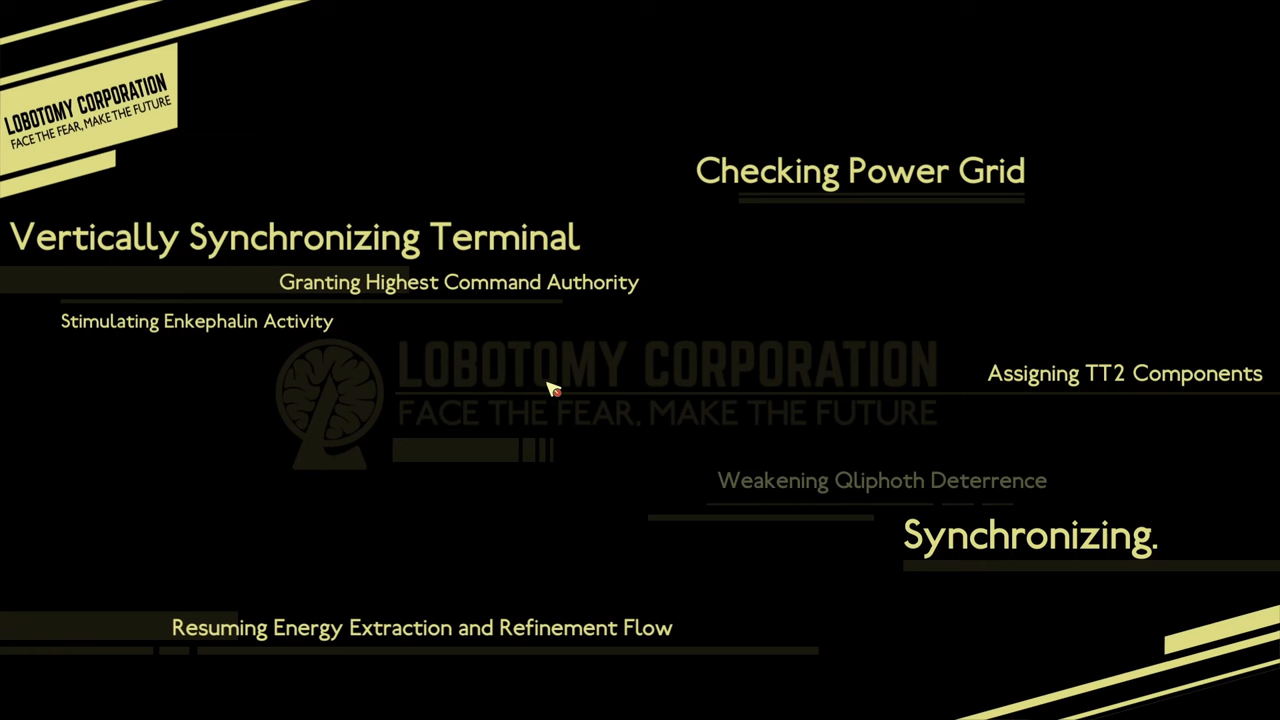 LOBOTOMY CORPORATION
FACE THE FEAR, MAKE THE FUTURE
Checking Power Grid
Vertically Synchronizing Terminal
Granting Highest Command Authority
Stimulating Enkephalin Activity
LOBOTOMY CORPORATION
FACE THE FEAR, MAKE THE FUTURE
Assigning TT2 Components
Weakening Qliphoth Deterrence
Synchronizing.
Resuming Energy Extraction and Refinement Flow